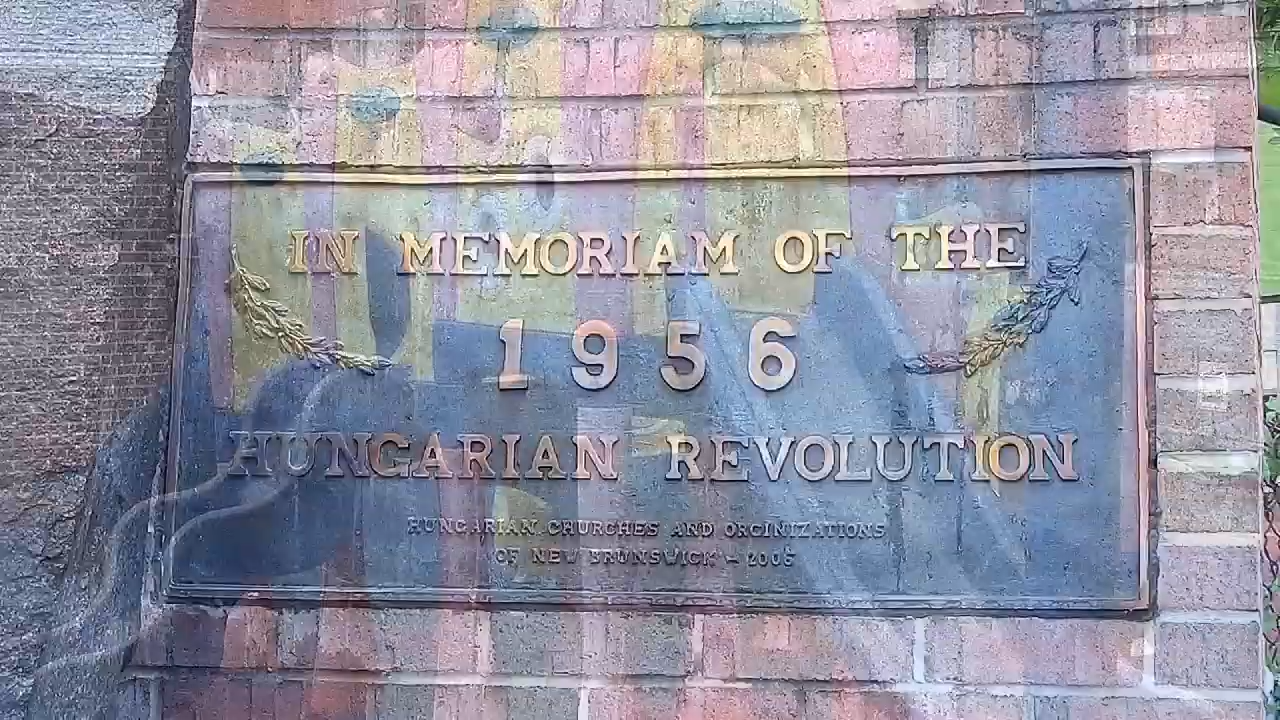 IN MEMORIAM OF THE
1956
HUNGARIAN REVOLUTION
HUNGARIAN CHURCHES AND ORGINIZATIONS
OF NEW BRUNSWICK – 2006